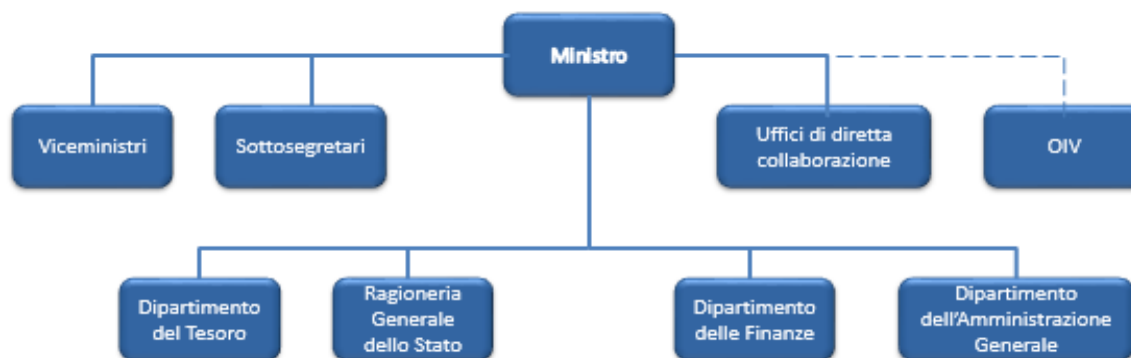 Ministro
Viceministri
Sottosegretari
Uffici di diretta
collaborazione
OIV
Dipartimento
del Tesoro
Ragioneria
Generale
dello Stato
Dipartimento
delle Finanze
Dipartimento
dell'Amministrazione
Generale